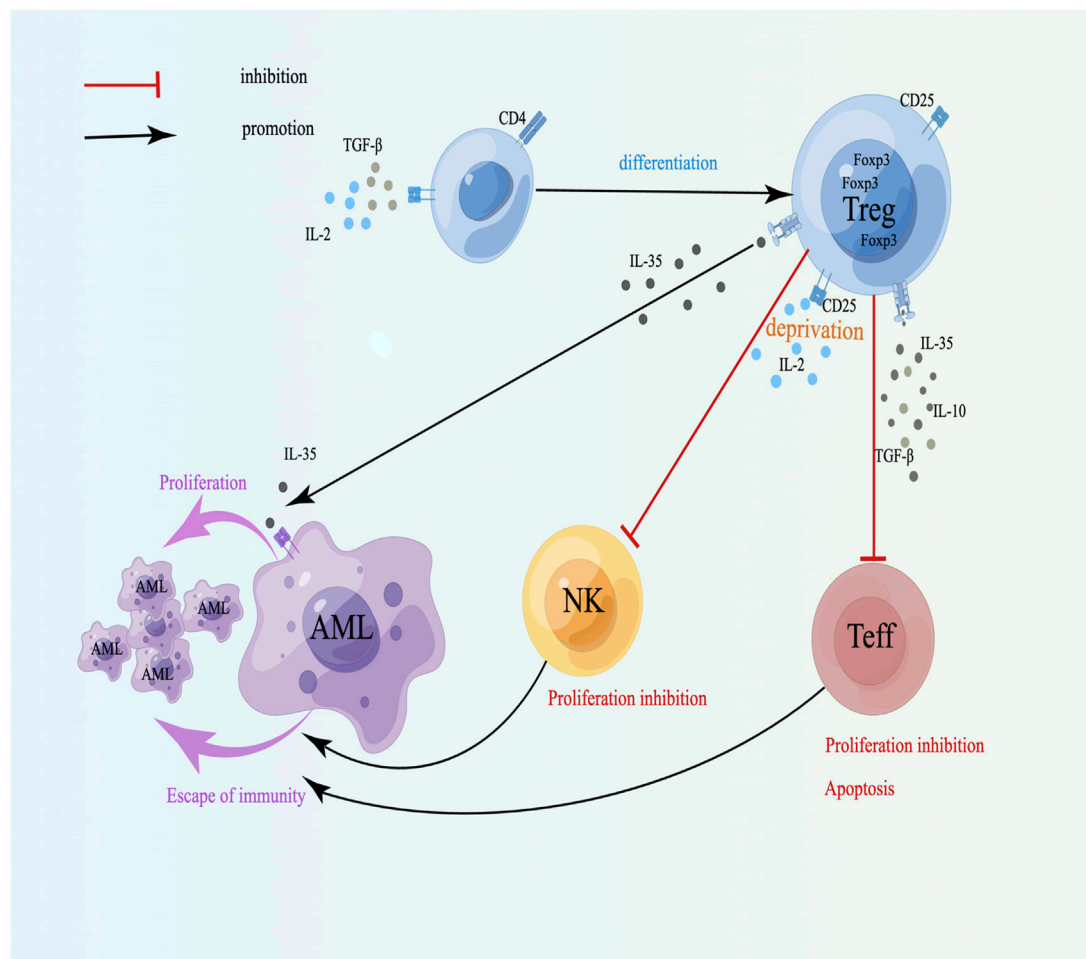 inhibition
promotion
TGF-β
CD4
IL-2
differentiation
CD25
Foxp3
Foxp3
Treg
Foxp3
IL-35
CD25
deprivation
IL-2
IL-35
IL-10
TGF-β
IL-35
Proliferation
AML
AML
AML
AML
AML
NK
Teff
Proliferation inhibition
Proliferation inhibition
Apoptosis
Escape of immunity